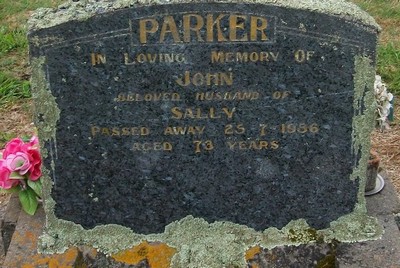 PARKER
IN LOVING MEMORY OF
JOHN
BELOVED HUSBAND OF
SALLY
PASSED AWAY 25-7-1986
AGED 73 YEARS